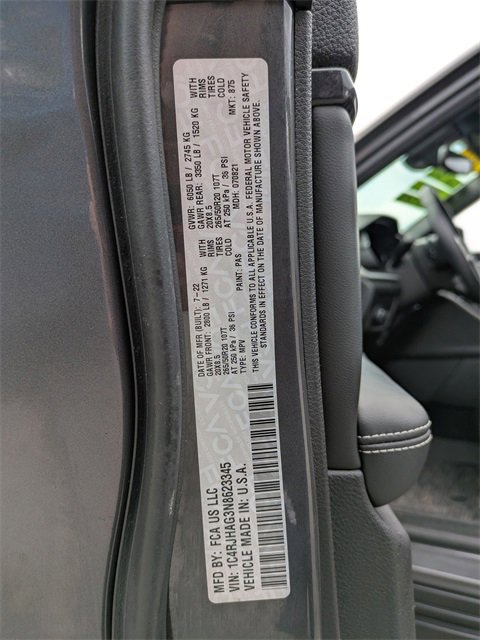 MFD BY: FCA US LLC
DATE OF MFR (BUILT): 7-22
GVWR: 6050 LB / 2745 KG
GAWR FRONT: 2800 LB / 1271 KG WITH
20X8.5 RIMS
265/50R20 107T TIRES
AT 250 kPa / 36 PSI COLD
GAWR REAR: 3350 LB / 1520 KG WITH
20X8.5 RIMS
265/50R20 107T TIRES
AT 250 kPa / 36 PSI COLD
VIN: 1C4RJHAG3N8623345
TYPE: MPV
PAINT: PAS
MDH: 070821
MKT: 875
VEHICLE MADE IN: U.S.A.
THIS VEHICLE CONFORMS TO ALL APPLICABLE U.S.A. FEDERAL MOTOR VEHICLE SAFETY
STANDARDS IN EFFECT ON THE DATE OF MANUFACTURE SHOWN ABOVE.